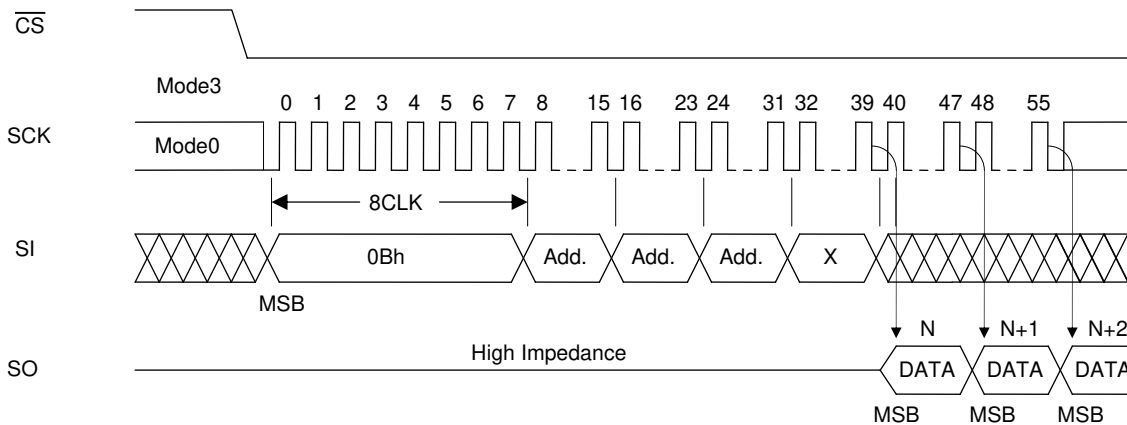 CS
Mode3
0 1 2 3 4 5 6 7 8 15 16 23 24 31 32 39 40 47 48 55
SCK
Mode0
8CLK
SI
0Bh Add. Add. Add. X
MSB
N N+1 N+2
High Impedance
SO
DATA DATA DATA
MSB MSB MSB